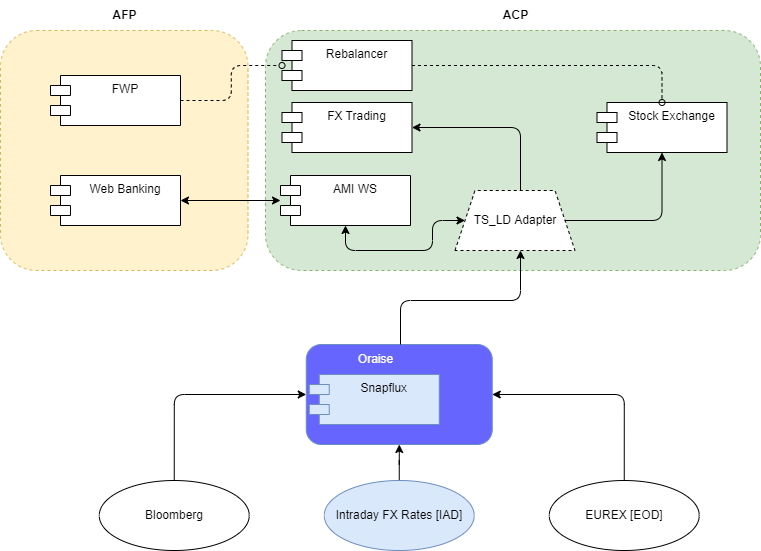 AFP
ACP
Rebalancer
FWP
FX Trading
Stock Exchange
Web Banking
AMI WS
TS_LD Adapter
Oraise
Snapflux
Bloomberg
Intraday FX Rates [IAD]
EUREX [EOD]